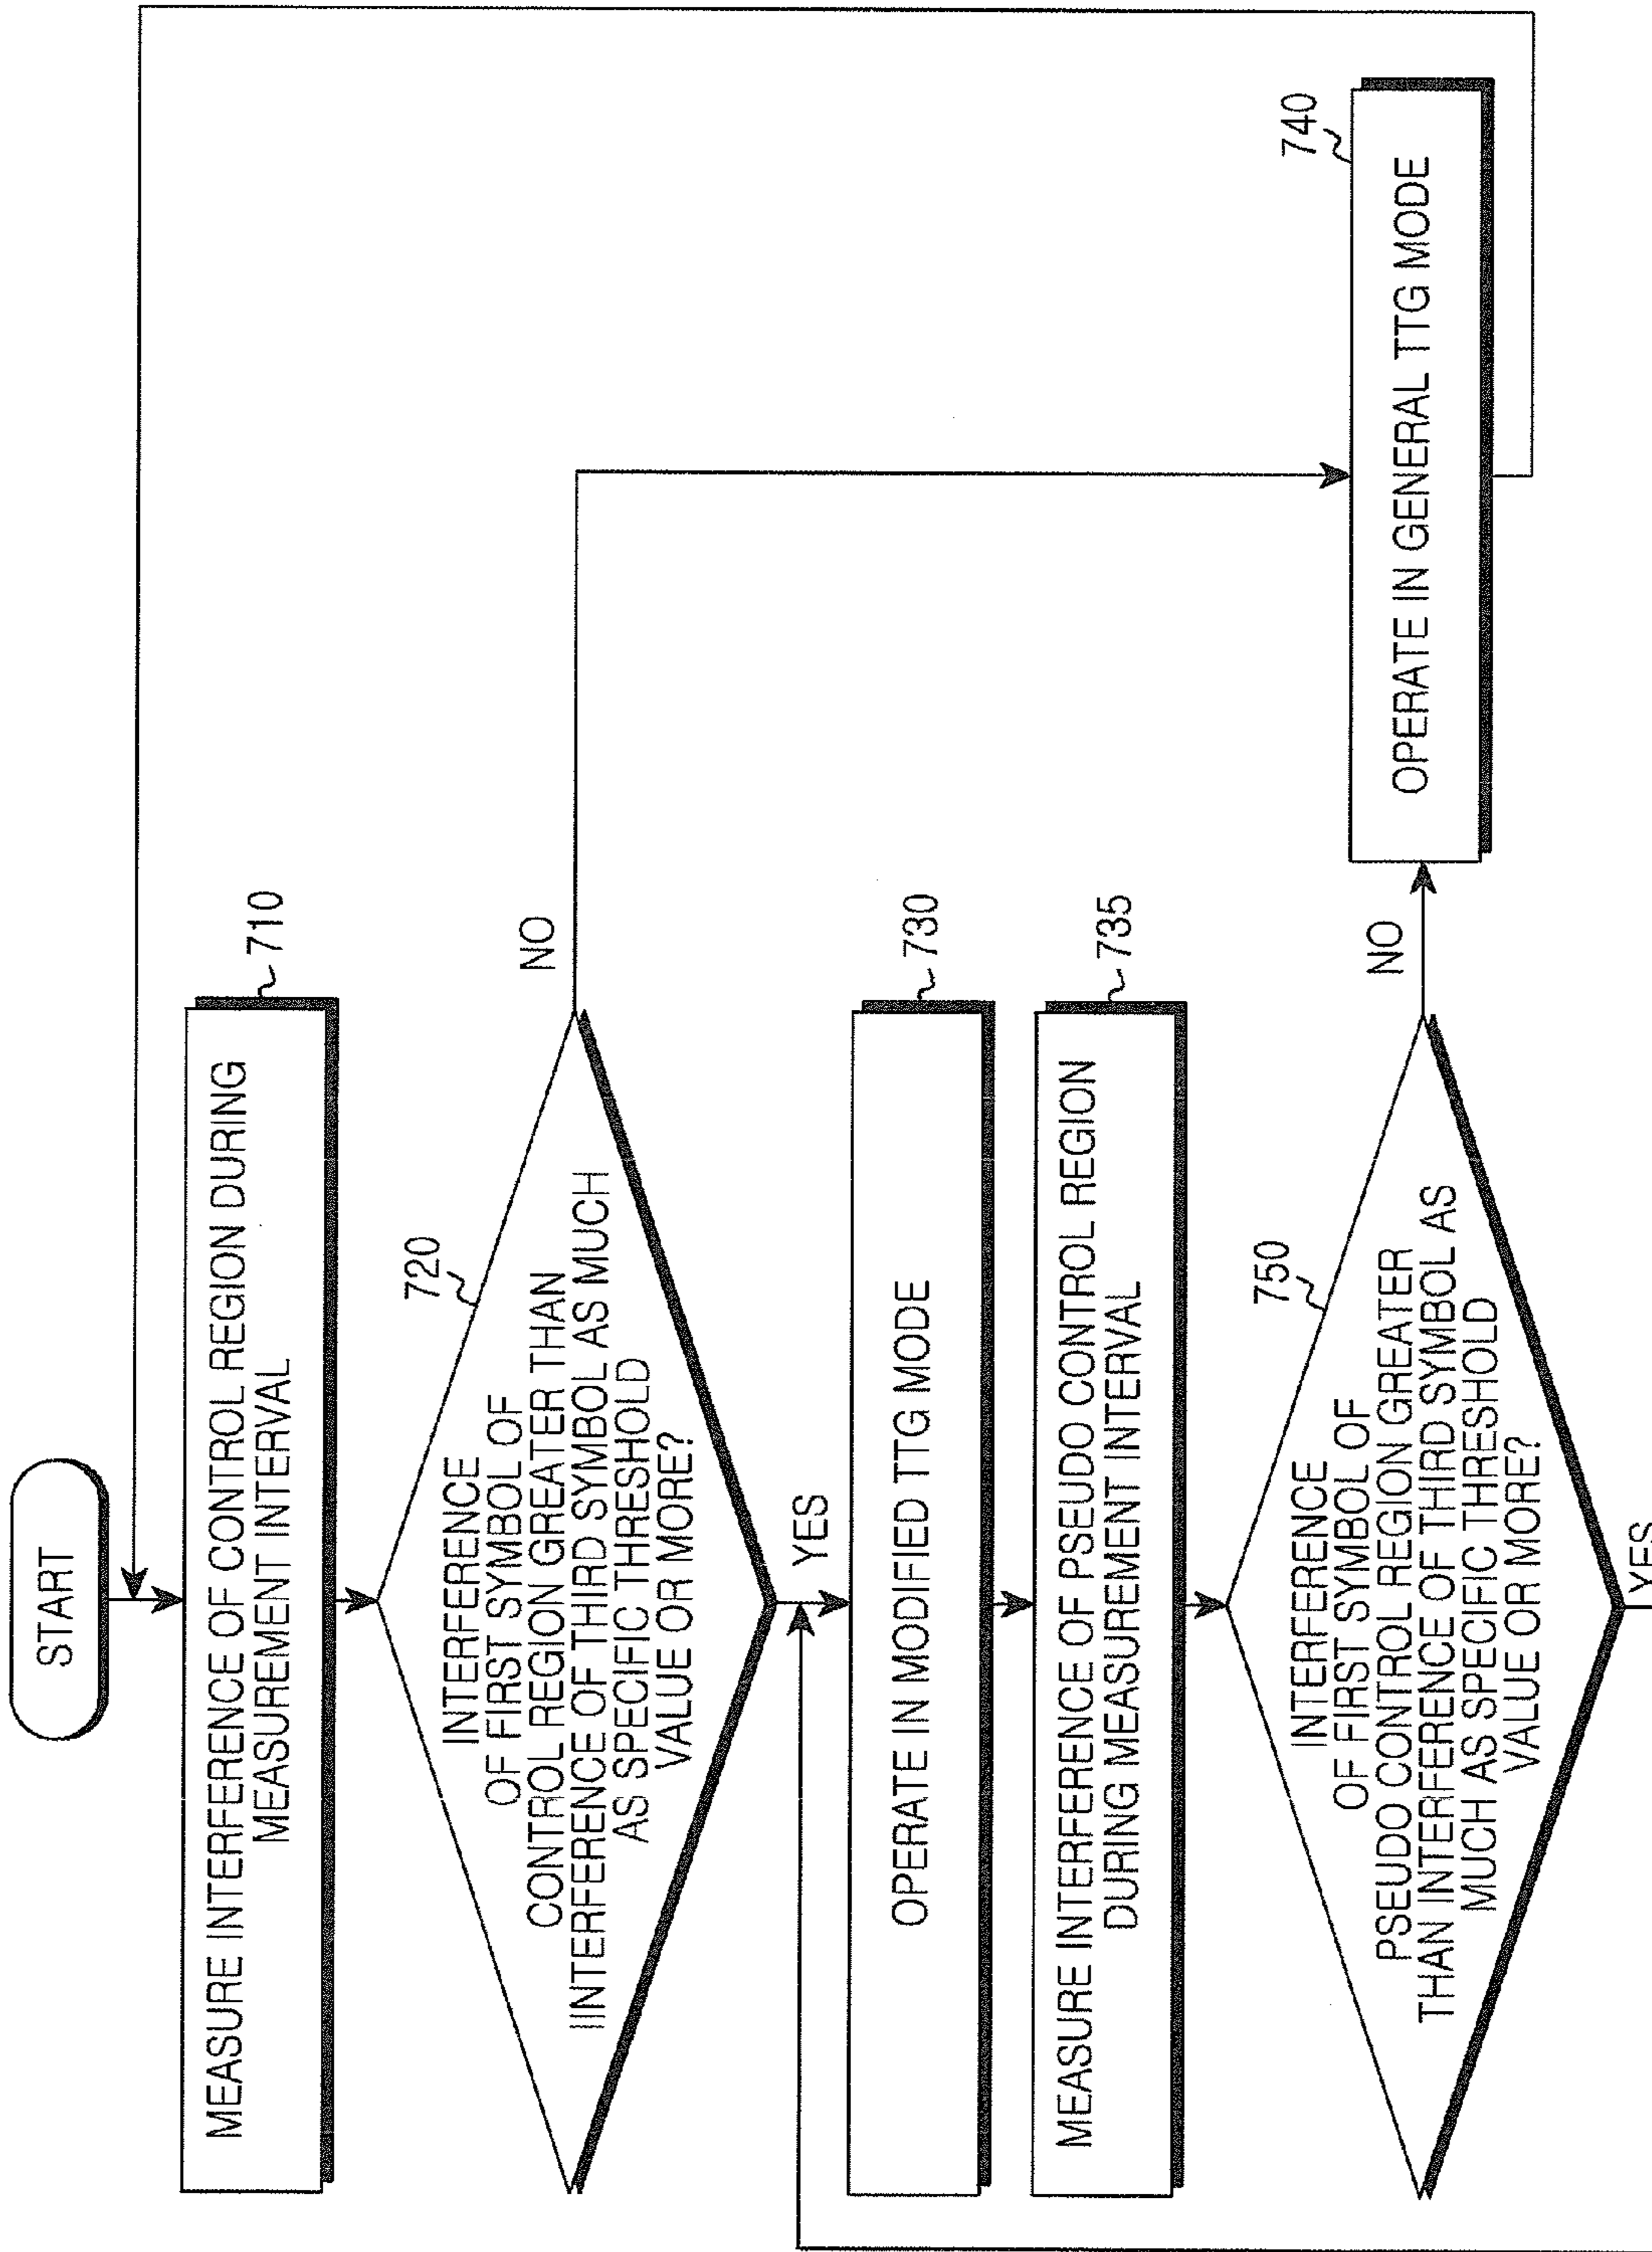 START
MEASURE INTERFERENCE OF CONTROL REGION DURING
MEASUREMENT INTERVAL
710
720
INTERFERENCE
OF FIRST SYMBOL OF
CONTROL REGION GREATER THAN
INTERFERENCE OF THIRD SYMBOL AS MUCH
AS SPECIFIC THRESHOLD
VALUE OR MORE?
NO
YES
OPERATE IN MODIFIED TTG MODE
730
MEASURE INTERFERENCE OF PSEUDO CONTROL REGION
DURING MEASUREMENT INTERVAL
735
750
INTERFERENCE
OF FIRST SYMBOL OF
PSEUDO CONTROL REGION GREATER
THAN INTERFERENCE OF THIRD SYMBOL AS
MUCH AS SPECIFIC THRESHOLD
VALUE OR MORE?
NO
740
OPERATE IN GENERAL TTG MODE
YES